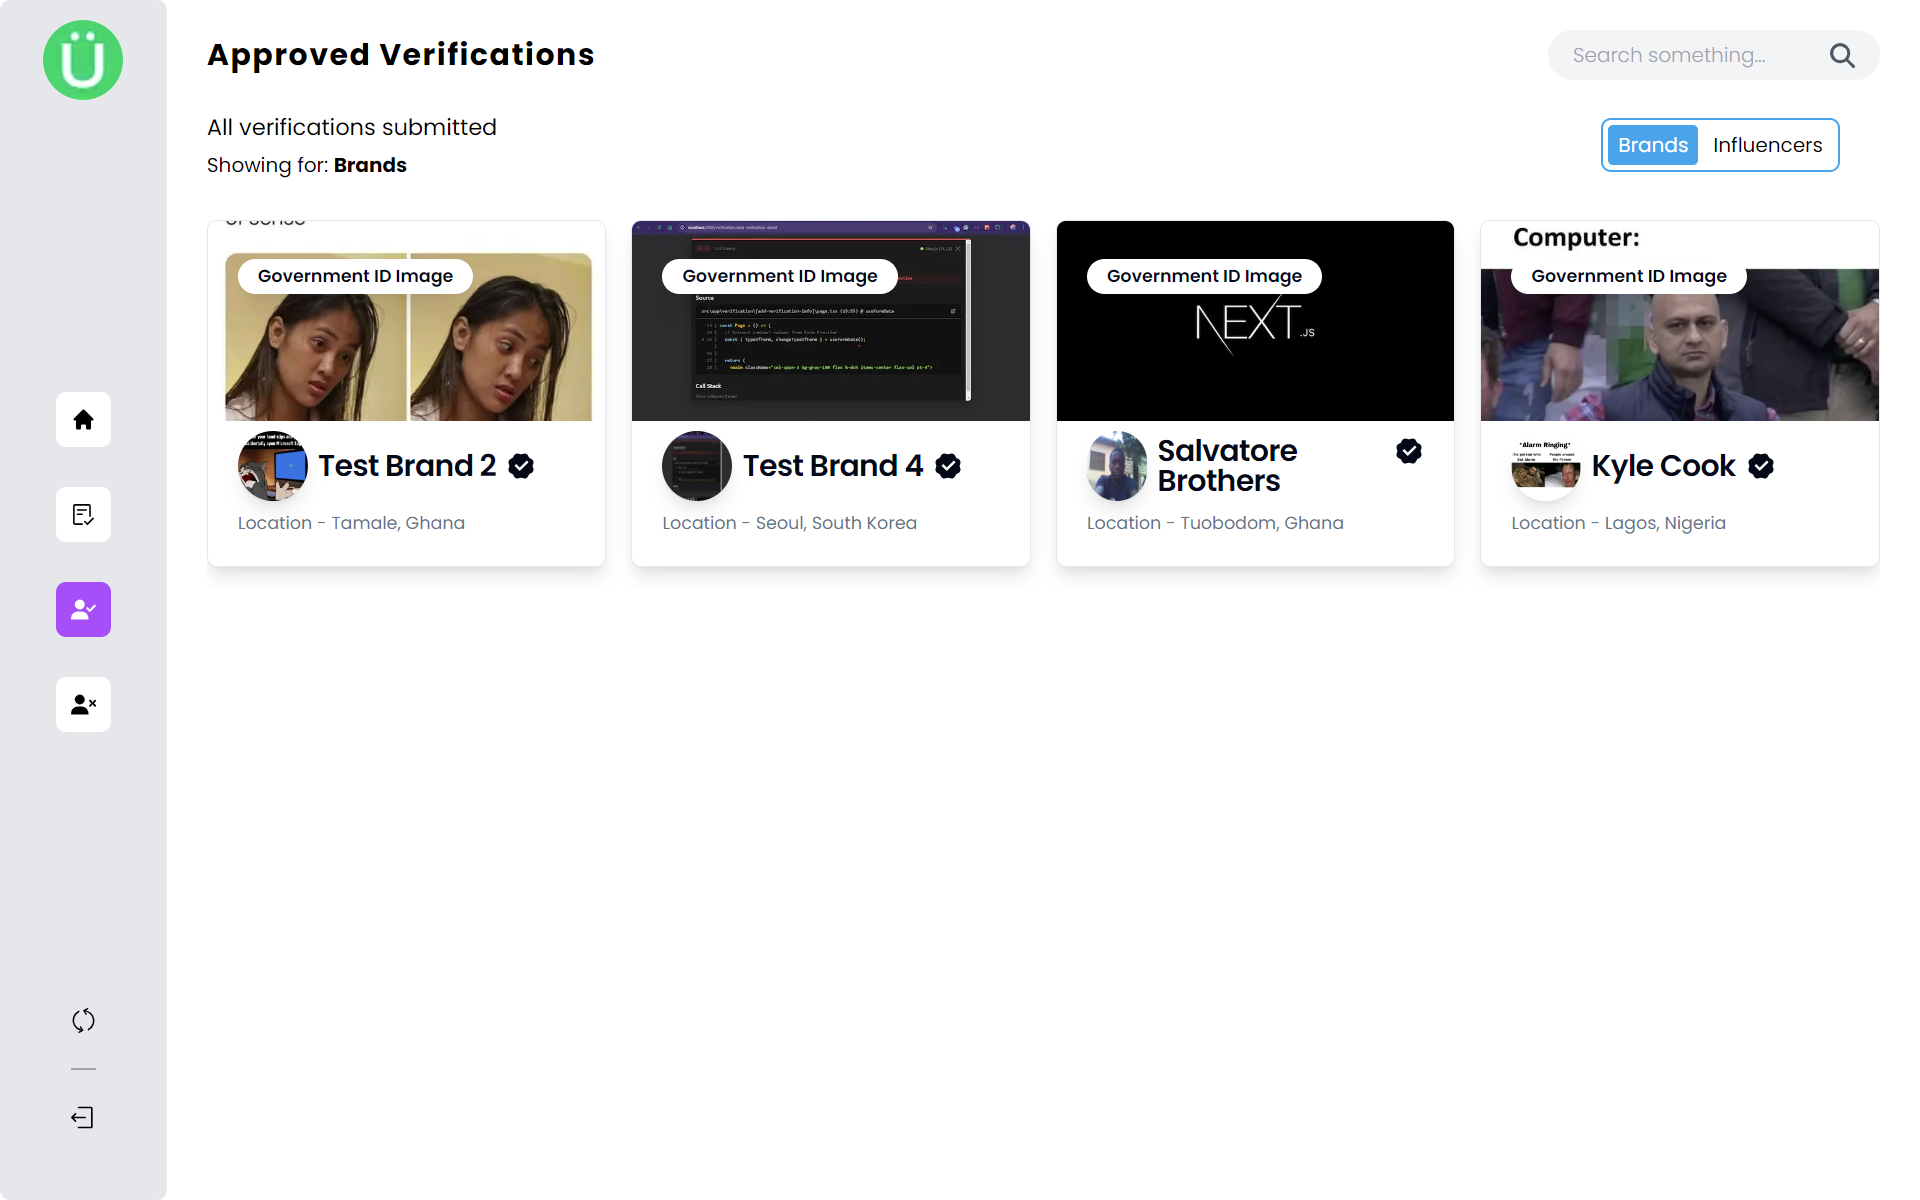 Ü
Approved Verifications
Search something...
All verifications submitted
Showing for: Brands
Brands
Influencers
Government ID Image
Test Brand 2
Location - Tamale, Ghana
Government ID Image
Source
Call Stack
Test Brand 4
Location - Seoul, South Korea
Government ID Image
NEXT.JS
Salvatore
Brothers
Location - Tuobodom, Ghana
Computer:
Government ID Image
*Alarm Ringing*
Kyle Cook
Location - Lagos, Nigeria